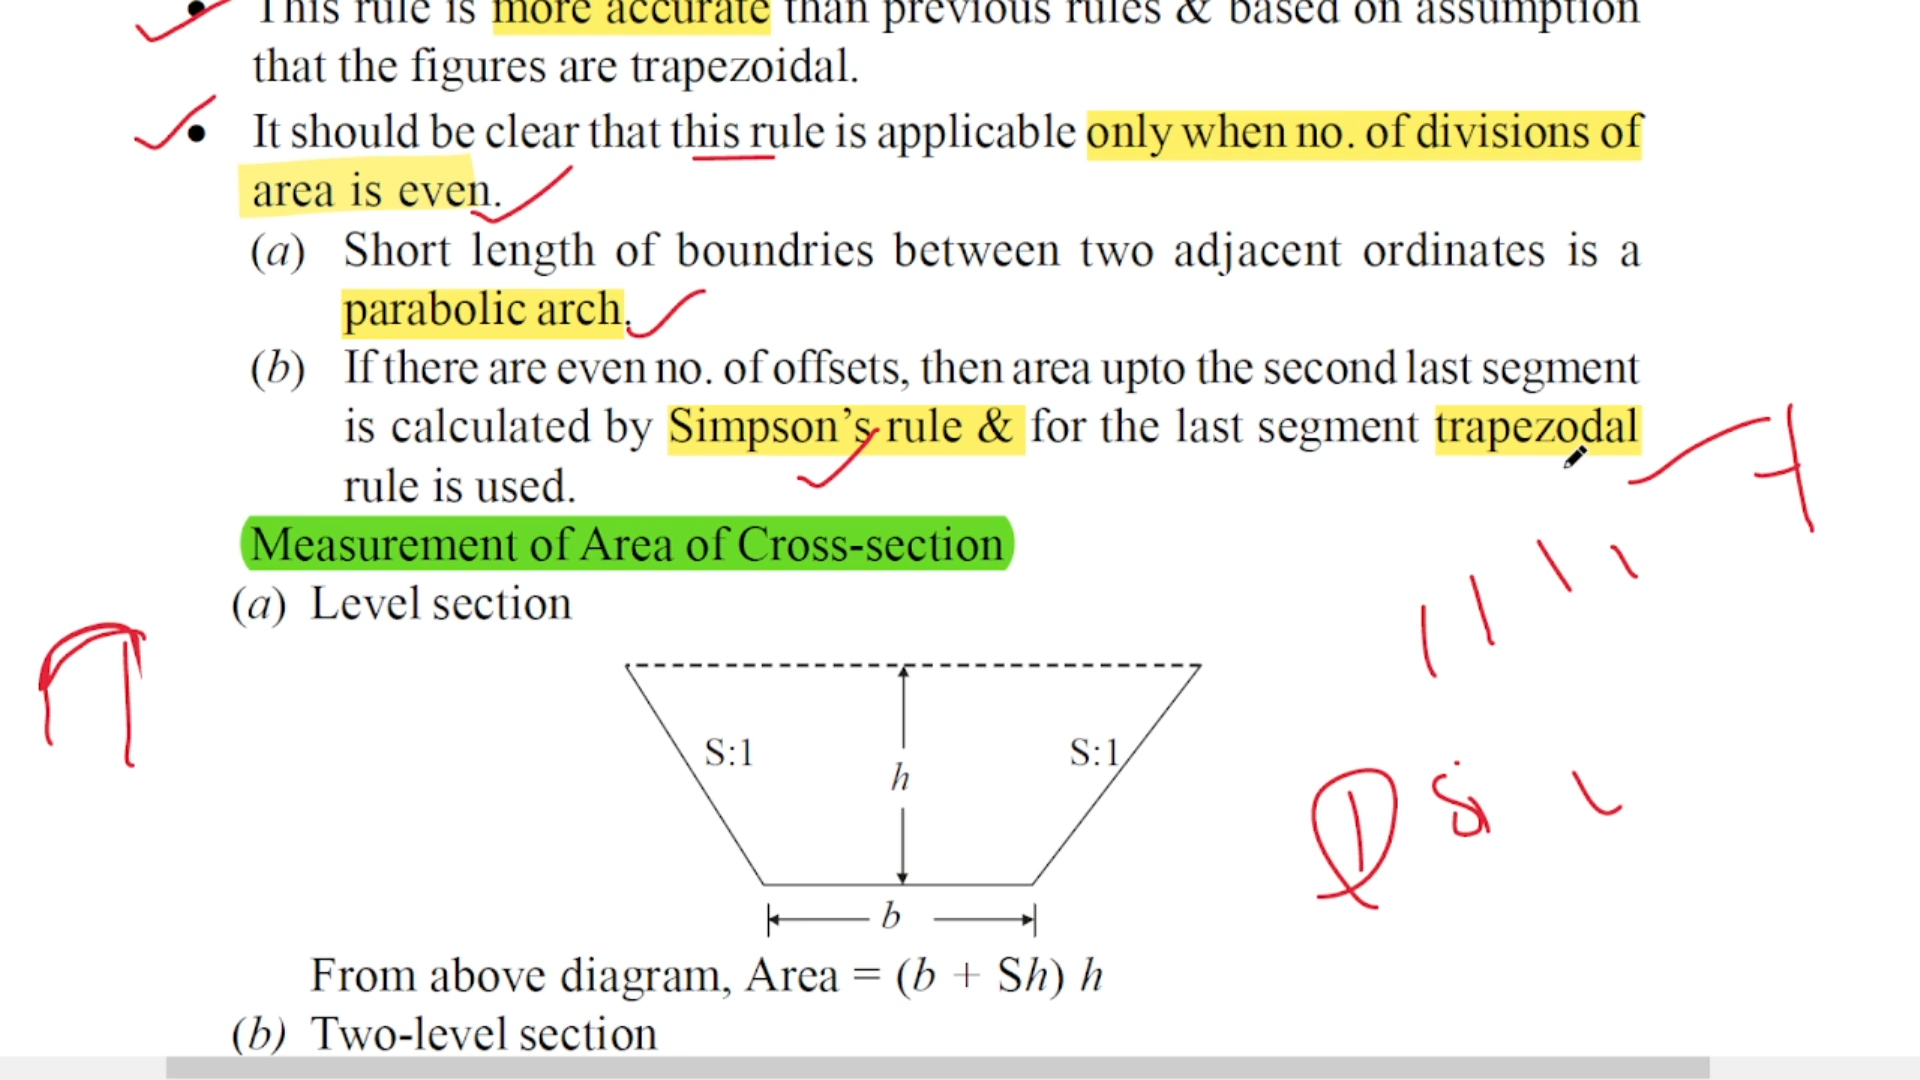 • This rule is more accurate than previous rules & based on assumption
that the figures are trapezoidal.
• It should be clear that this rule is applicable only when no. of divisions of
area is even.
(a) Short length of boundries between two adjacent ordinates is a
parabolic arch.
(b) If there are even no. of offsets, then area upto the second last segment
is calculated by Simpson's rule & for the last segment trapezodal
rule is used.
Measurement of Area of Cross-section
(a) Level section
S:1
S:1
h
b
From above diagram, Area = (b + Sh) h
(b) Two-level section